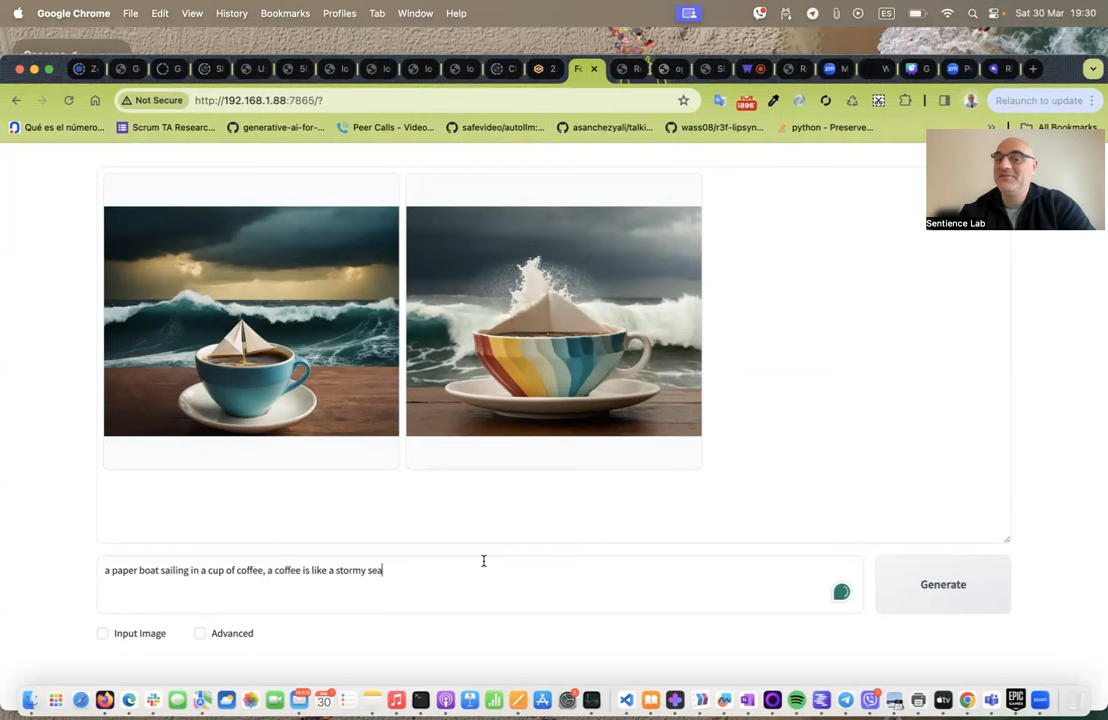 Google Chrome File Edit View History Bookmarks Profiles Tab Window Help ES Sat 30 Mar 19:30
Not Secure http://192.168.1.88:7865/? Relaunch to update
Qué es el número... Scrum TA Researc... generative-ai-for-... Peer Calls – Video... safevideo/autollm:... asanchezyali/talki... wass08/r3f-lipsyn... python - Preserve... All Bookmarks
Sentience Lab
a paper boat sailing in a cup of coffee, a coffee is like a stormy sea
Generate
Input Image Advanced